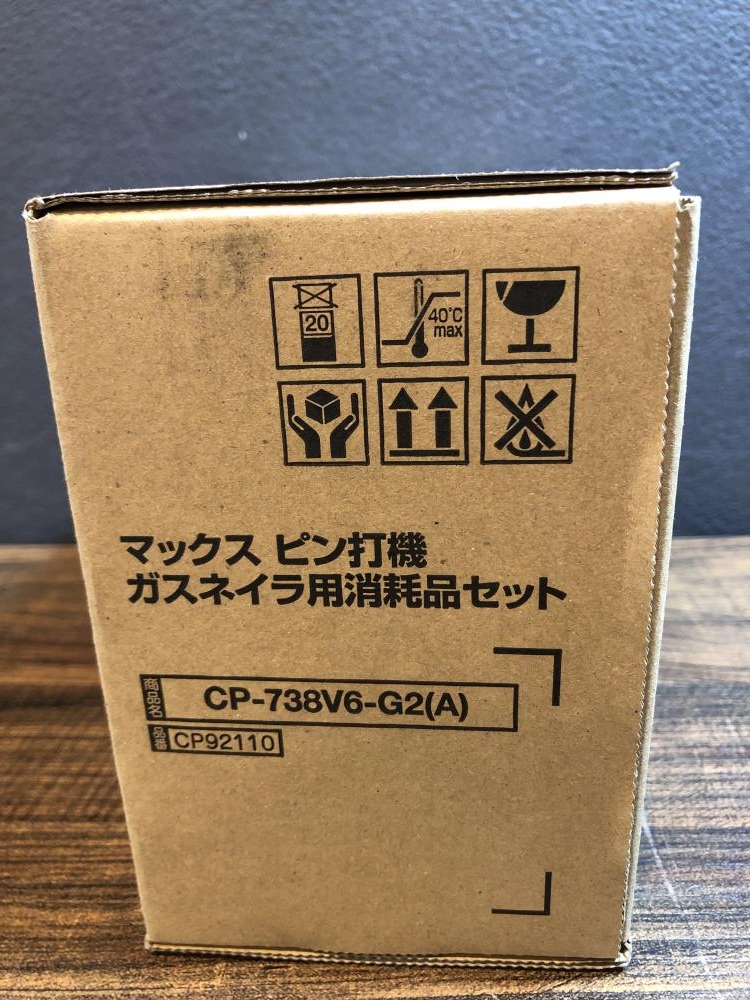 20
40℃
max
マックス ピン打機
ガスネイラ用消耗品セット
商品名 CP-738V6-G2(A)
品番 CP92110